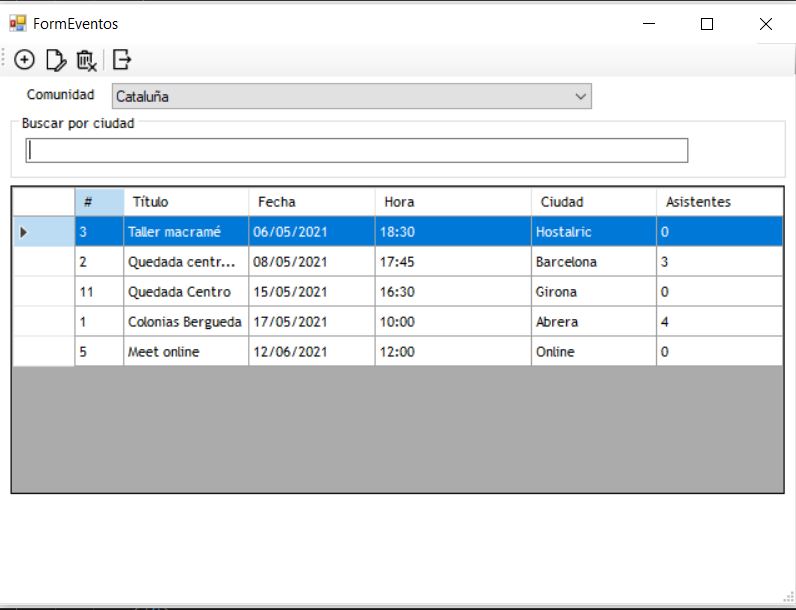 FormEventos
Comunidad Cataluña
Buscar por ciudad
# Título Fecha Hora Ciudad Asistentes
3 Taller macramé 06/05/2021 18:30 Hostalric 0
2 Quedada centr... 08/05/2021 17:45 Barcelona 3
11 Quedada Centro 15/05/2021 16:30 Girona 0
1 Colonias Bergueda 17/05/2021 10:00 Abrera 4
5 Meet online 12/06/2021 12:00 Online 0